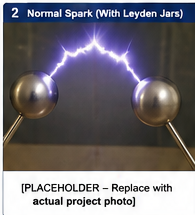 2 Normal Spark (With Leyden Jars)
[PLACEHOLDER – Replace with
actual project photo]